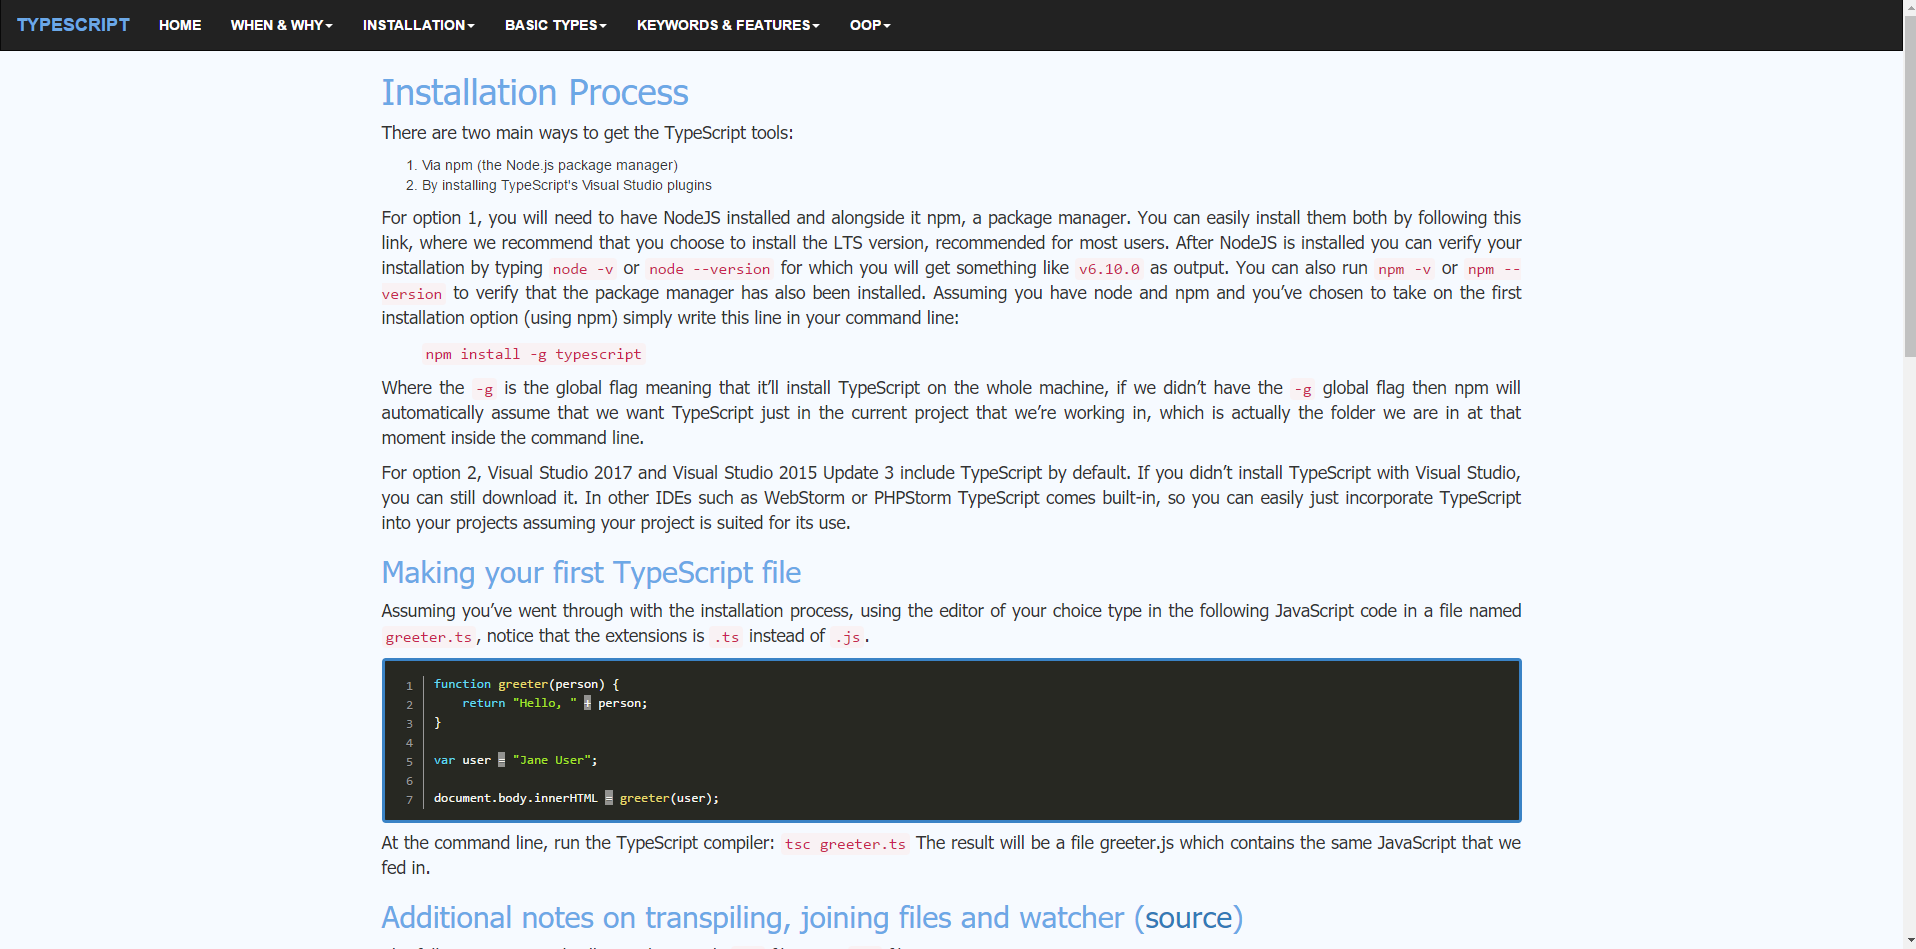 TYPESCRIPT HOME WHEN & WHY INSTALLATION BASIC TYPES KEYWORDS & FEATURES OOP
Installation Process
There are two main ways to get the TypeScript tools:
1. Via npm (the Node.js package manager)
2. By installing TypeScript's Visual Studio plugins
For option 1, you will need to have NodeJS installed and alongside it npm, a package manager. You can easily install them both by following this
link, where we recommend that you choose to install the LTS version, recommended for most users. After NodeJS is installed you can verify your
installation by typing node -v or node --version for which you will get something like v6.10.0 as output. You can also run npm -v or npm --
version to verify that the package manager has also been installed. Assuming you have node and npm and you’ve chosen to take on the first
installation option (using npm) simply write this line in your command line:
npm install -g typescript
Where the -g is the global flag meaning that it’ll install TypeScript on the whole machine, if we didn’t have the -g global flag then npm will
automatically assume that we want TypeScript just in the current project that we’re working in, which is actually the folder we are in at that
moment inside the command line.
For option 2, Visual Studio 2017 and Visual Studio 2015 Update 3 include TypeScript by default. If you didn’t install TypeScript with Visual Studio,
you can still download it. In other IDEs such as WebStorm or PHPStorm TypeScript comes built-in, so you can easily just incorporate TypeScript
into your projects assuming your project is suited for its use.
Making your first TypeScript file
Assuming you’ve went through with the installation process, using the editor of your choice type in the following JavaScript code in a file named
greeter.ts, notice that the extensions is .ts instead of .js.
1 function greeter(person) {
2 return "Hello, " + person;
3 }
4
5 var user = "Jane User";
6
7 document.body.innerHTML = greeter(user);
At the command line, run the TypeScript compiler: tsc greeter.ts The result will be a file greeter.js which contains the same JavaScript that we
fed in.
Additional notes on transpiling, joining files and watcher (source)